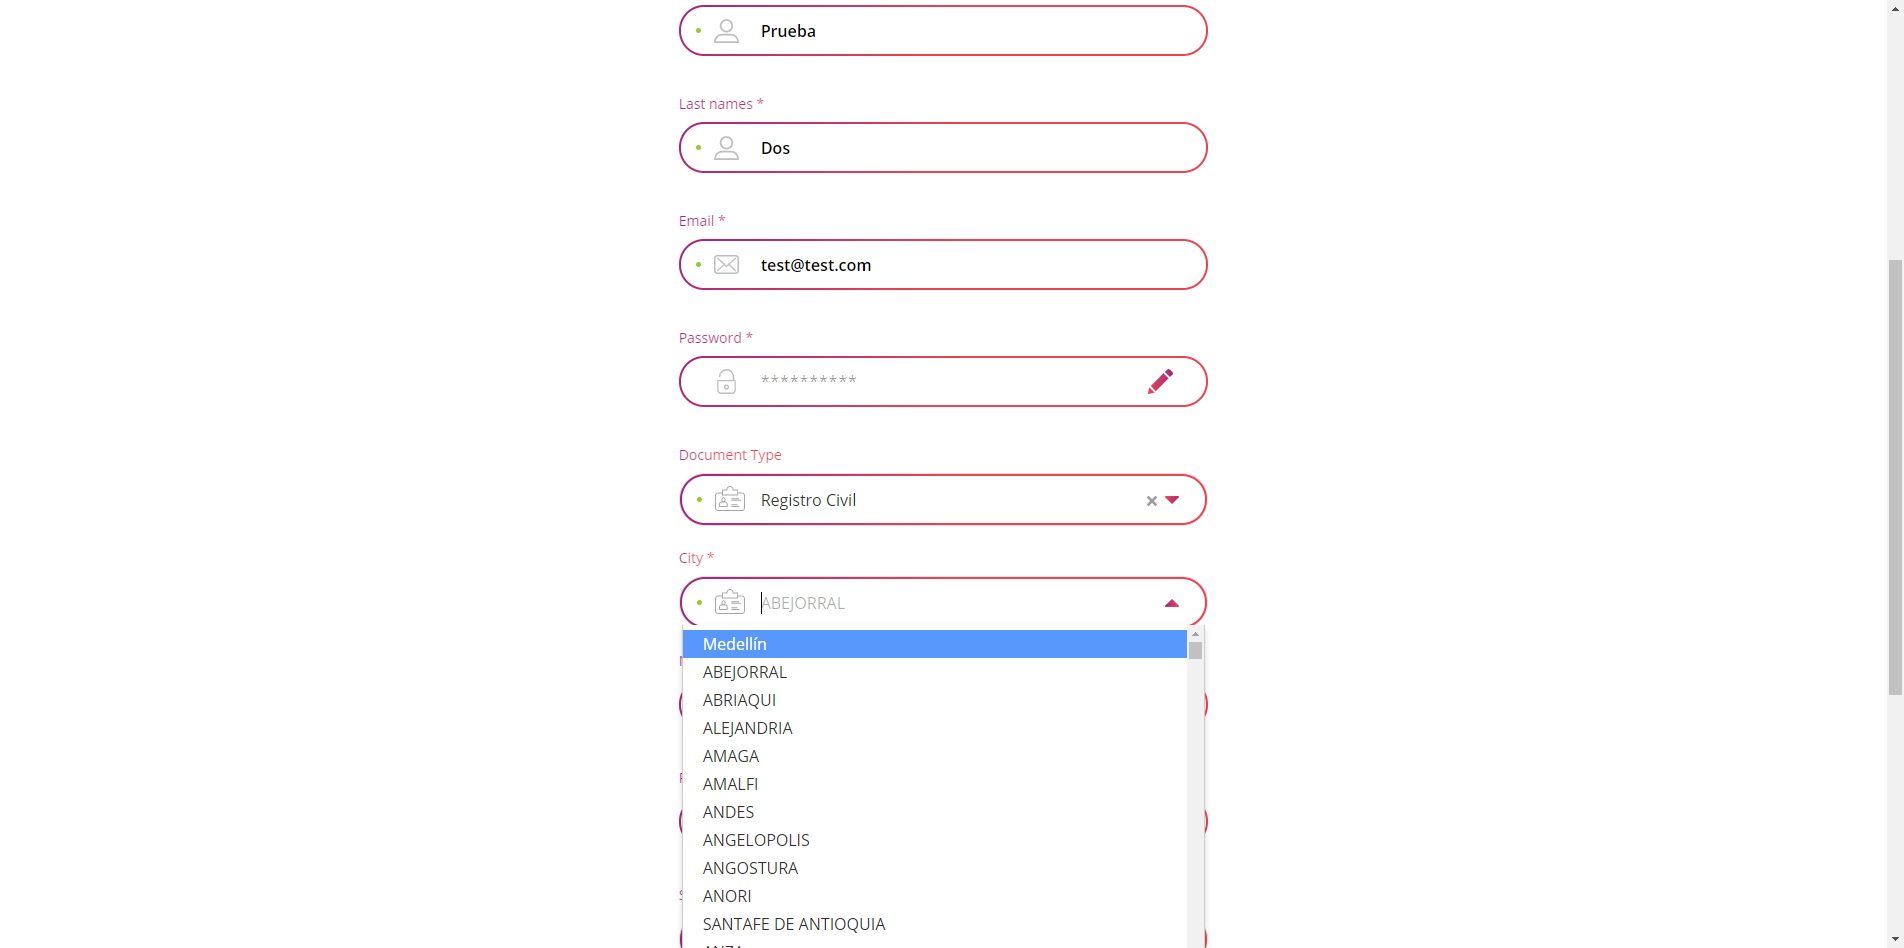 Prueba
Last names *
Dos
Email *
test@test.com
Password *
**********
Document Type
Registro Civil
City *
ABEJORRAL
Medellín
ABEJORRAL
ABRIAQUI
ALEJANDRIA
AMAGA
AMALFI
ANDES
ANGELOPOLIS
ANGOSTURA
ANORI
SANTAFE DE ANTIOQUIA